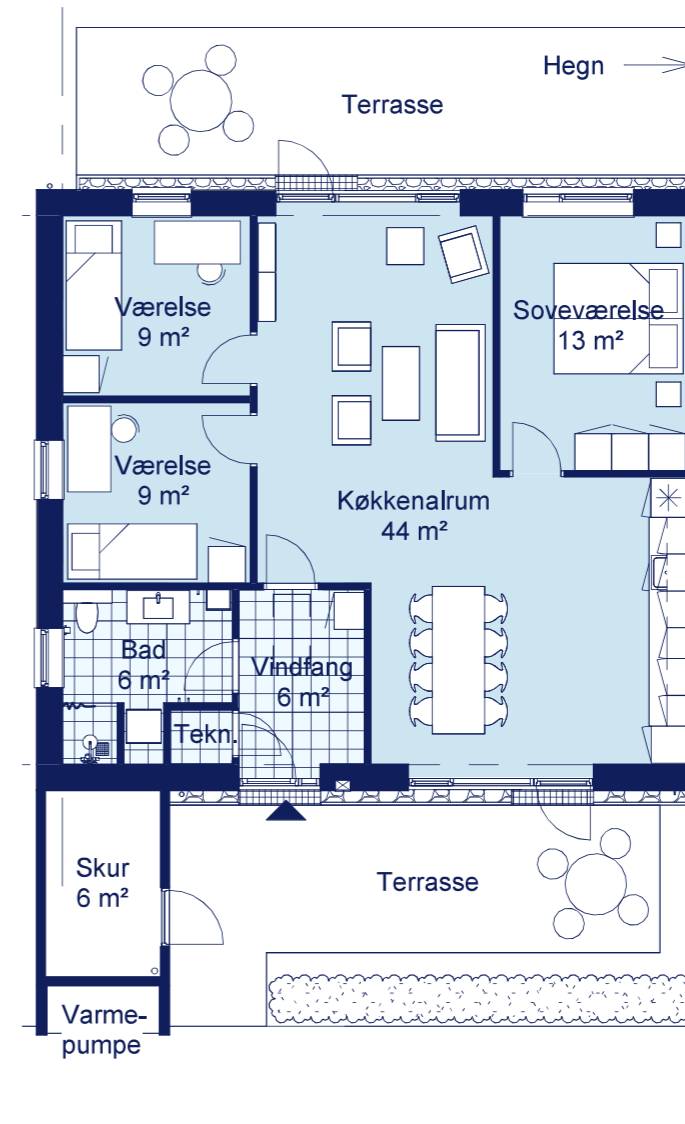 Hegn
Terrasse
Værelse
9 m²
Soveværelse
13 m²
Værelse
9 m²
Køkkenalrum
44 m²
Bad
6 m²
Vindfang
6 m²
Tekn.
Skur
6 m²
Terrasse
Varme-
pumpe